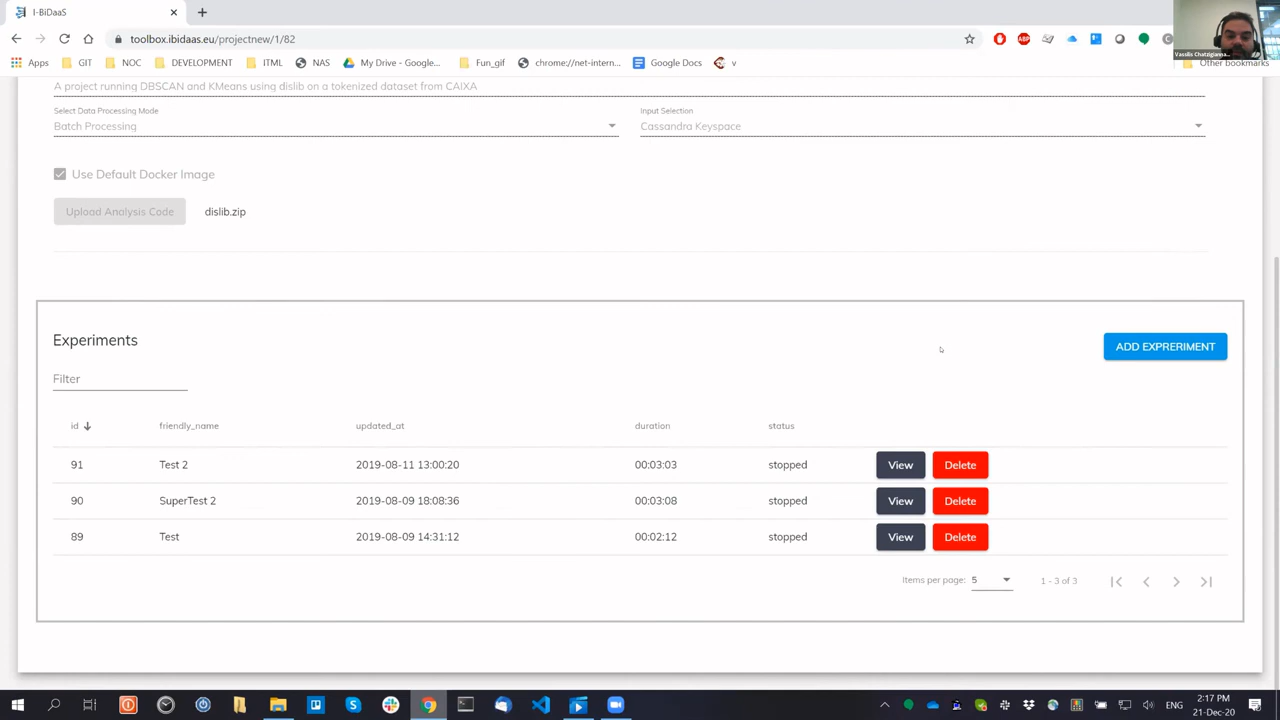 I-BiDaaS
toolbox.ibidaas.eu/projectnew/1/82
ABP
Apps GIT NOC DEVELOPMENT ITML NAS My Drive - Google... Fun_gif chrome://net-intern... Google Docs v Other bookmarks
A project running DBSCAN and KMeans using dislib on a tokenized dataset from CAIXA
Select Data Processing Mode Input Selection
Batch Processing Cassandra Keyspace
Use Default Docker Image
Upload Analysis Code dislib.zip
Experiments
ADD EXPRERIMENT
Filter
id friendly_name updated_at duration status
91 Test 2 2019-08-11 13:00:20 00:03:03 stopped View Delete
90 SuperTest 2 2019-08-09 18:08:36 00:03:08 stopped View Delete
89 Test 2019-08-09 14:31:12 00:02:12 stopped View Delete
Items per page: 5 1 - 3 of 3
ENG 2:17 PM
21-Dec-20